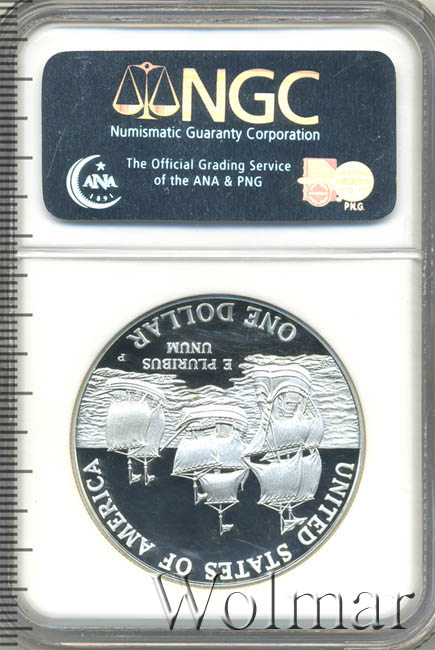 NGC
Numismatic Guaranty Corporation
The Official Grading Service
of the ANA & PNG
ANA
1891
P.N.G.
UNITED STATES OF AMERICA
E PLURIBUS
UNUM
P
ONE DOLLAR
Wolmar